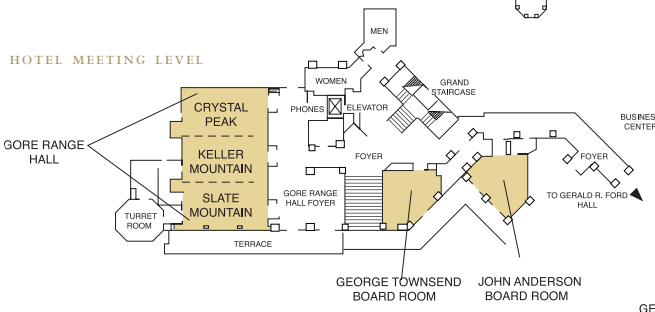 HOTEL MEETING LEVEL
MEN
WOMEN
GRAND
STAIRCASE
PHONES
ELEVATOR
CRYSTAL
PEAK
BUSINES
CENTER
GORE RANGE
HALL
KELLER
MOUNTAIN
FOYER
FOYER
GORE RANGE
HALL FOYER
SLATE
MOUNTAIN
TO GERALD R. FORD
HALL
TURRET
ROOM
TERRACE
GEORGE TOWNSEND
BOARD ROOM
JOHN ANDERSON
BOARD ROOM
GE